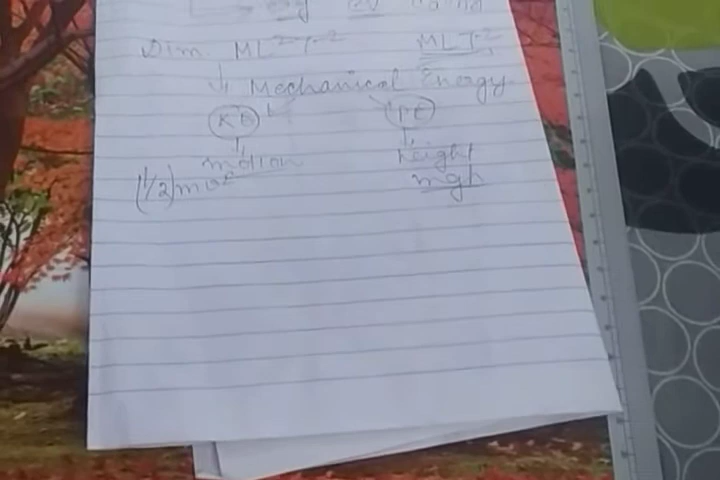 Dim. ML²T⁻² MLT⁻²
Mechanical Energy
KE PE
motion height
(1/2)mv² mgh